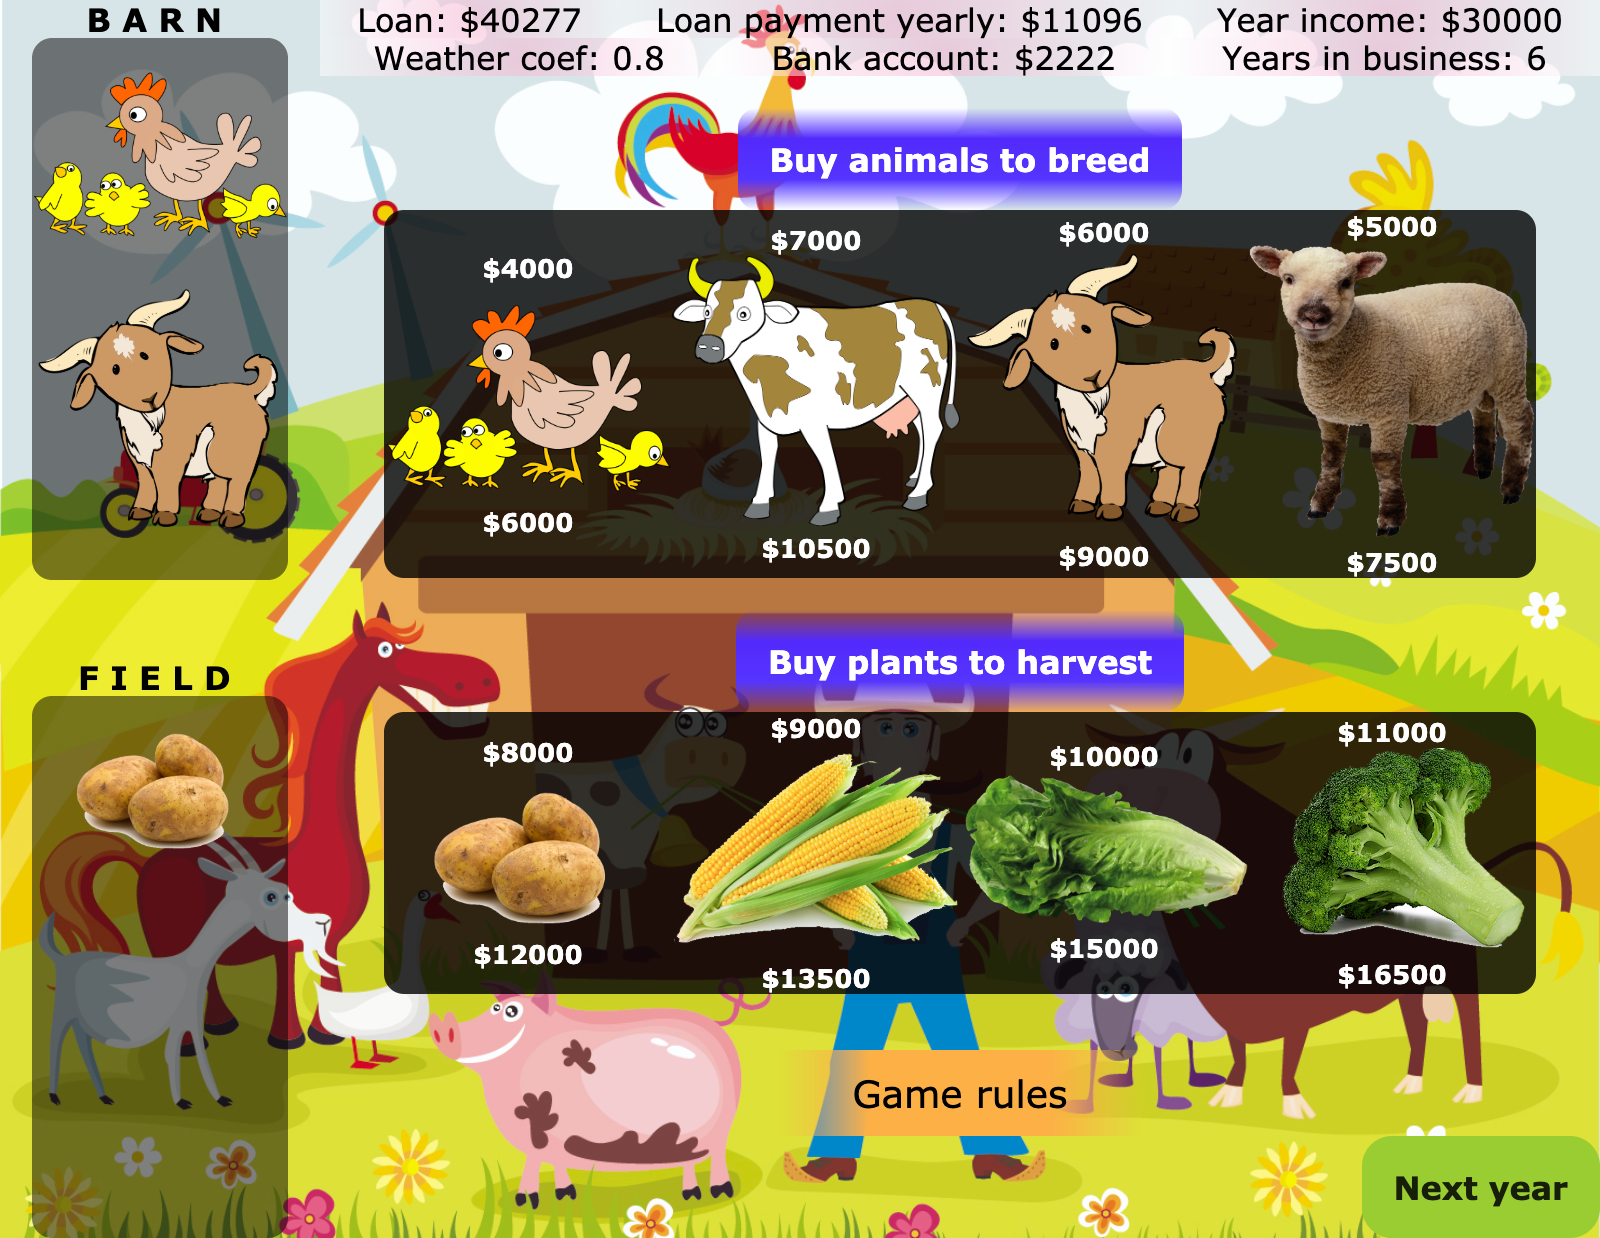 B A R N
Loan: $40277 Loan payment yearly: $11096 Year income: $30000
Weather coef: 0.8 Bank account: $2222 Years in business: 6
Buy animals to breed
$4000 $7000 $6000 $5000
$6000 $10500 $9000 $7500
F I E L D
Buy plants to harvest
$8000 $9000 $10000 $11000
$12000 $13500 $15000 $16500
Game rules
Next year